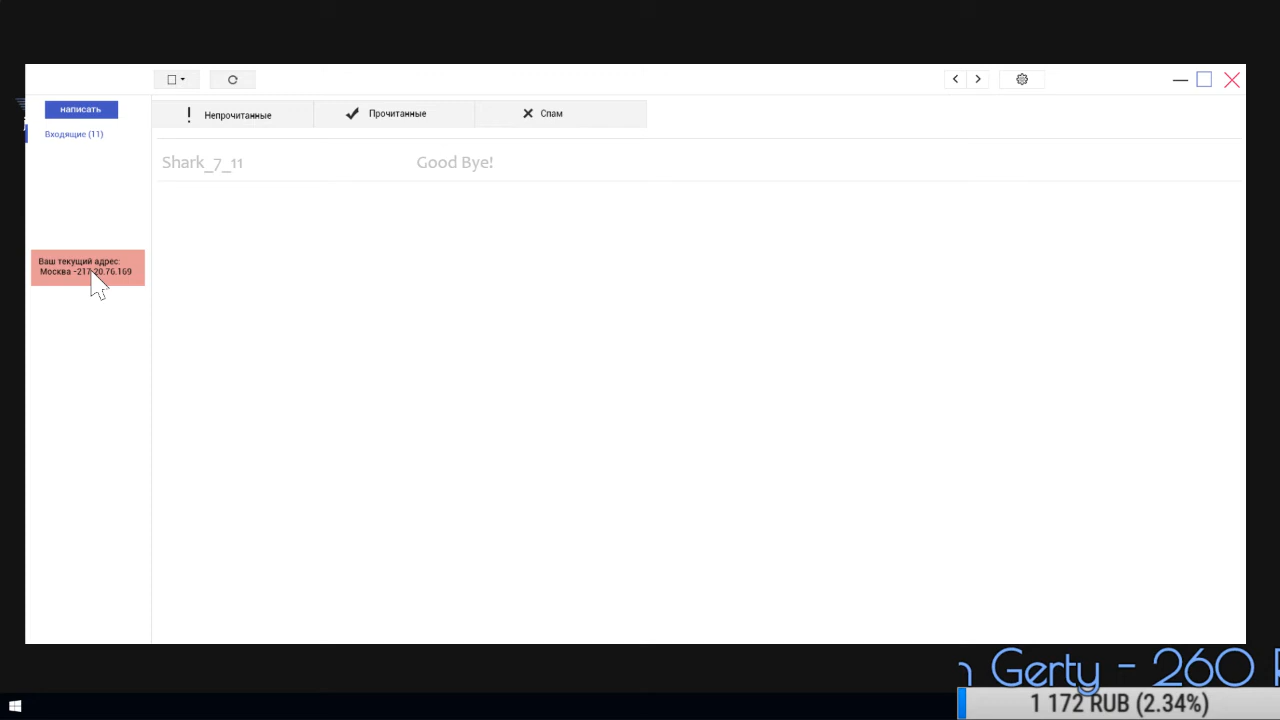 написать
Входящие (11)
Непрочитанные
Прочитанные
Спам
Shark_7_11
Good Bye!
Ваш текущий адрес:
Москва -217.20.76.169
Gerty - 260
1 172 RUB (2.34%)